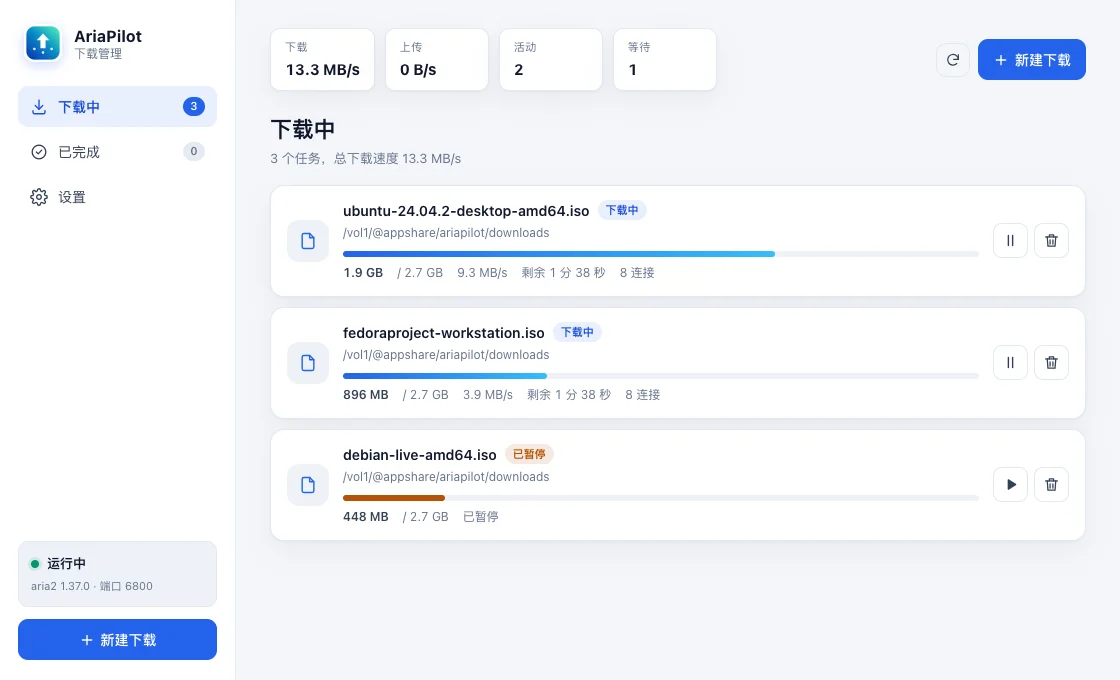 AriaPilot
下载管理
下载中 3
已完成 0
设置
运行中
aria2 1.37.0 · 端口 6800
＋ 新建下载
下载
13.3 MB/s
上传
0 B/s
活动
2
等待
1
＋ 新建下载
下载中
3 个任务，总下载速度 13.3 MB/s
ubuntu-24.04.2-desktop-amd64.iso 下载中
/vol1/@appshare/ariapilot/downloads
1.9 GB / 2.7 GB 9.3 MB/s 剩余 1 分 38 秒 8 连接
fedoraproject-workstation.iso 下载中
/vol1/@appshare/ariapilot/downloads
896 MB / 2.7 GB 3.9 MB/s 剩余 1 分 38 秒 8 连接
debian-live-amd64.iso 已暂停
/vol1/@appshare/ariapilot/downloads
448 MB / 2.7 GB 已暂停